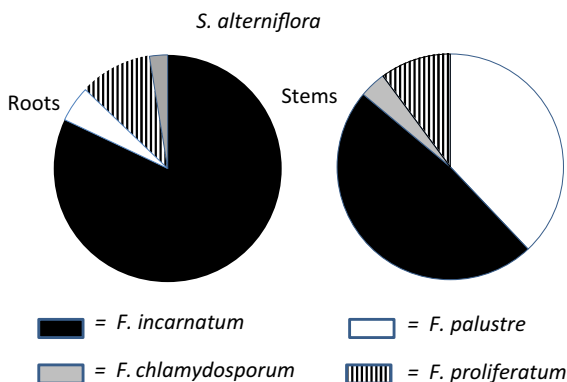 S. alterniflora
Roots
Stems
= F. incarnatum
= F. palustre
= F. chlamydosporum
= F. proliferatum